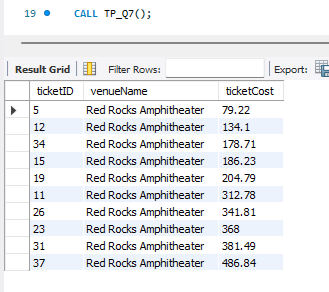 19 CALL TP_Q7();
Result Grid Filter Rows: Export:
ticketID venueName ticketCost
5 Red Rocks Amphitheater 79.22
12 Red Rocks Amphitheater 134.1
34 Red Rocks Amphitheater 178.71
15 Red Rocks Amphitheater 186.23
19 Red Rocks Amphitheater 204.79
11 Red Rocks Amphitheater 312.78
26 Red Rocks Amphitheater 341.81
23 Red Rocks Amphitheater 368
31 Red Rocks Amphitheater 381.49
37 Red Rocks Amphitheater 486.84